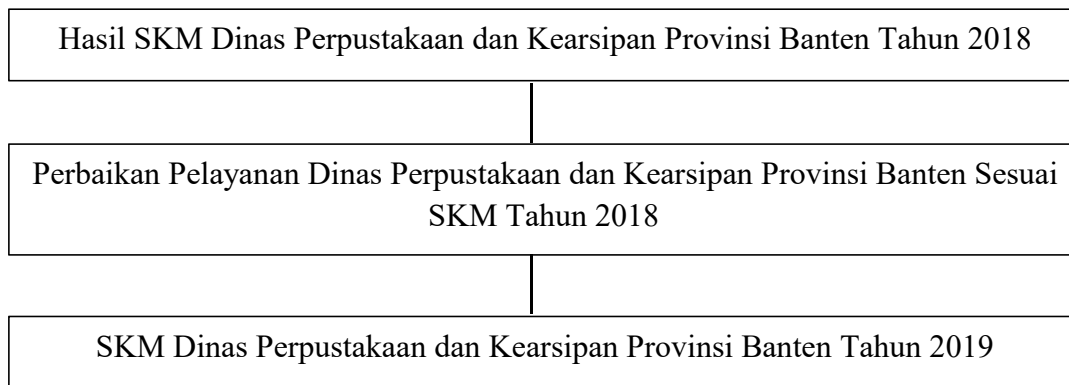 Hasil SKM Dinas Perpustakaan dan Kearsipan Provinsi Banten Tahun 2018
Perbaikan Pelayanan Dinas Perpustakaan dan Kearsipan Provinsi Banten Sesuai
SKM Tahun 2018
SKM Dinas Perpustakaan dan Kearsipan Provinsi Banten Tahun 2019